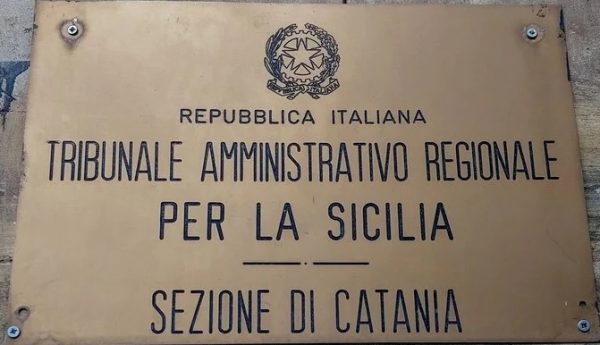 REPUBBLICA ITALIANA
TRIBUNALE AMMINISTRATIVO REGIONALE
PER LA SICILIA
SEZIONE DI CATANIA